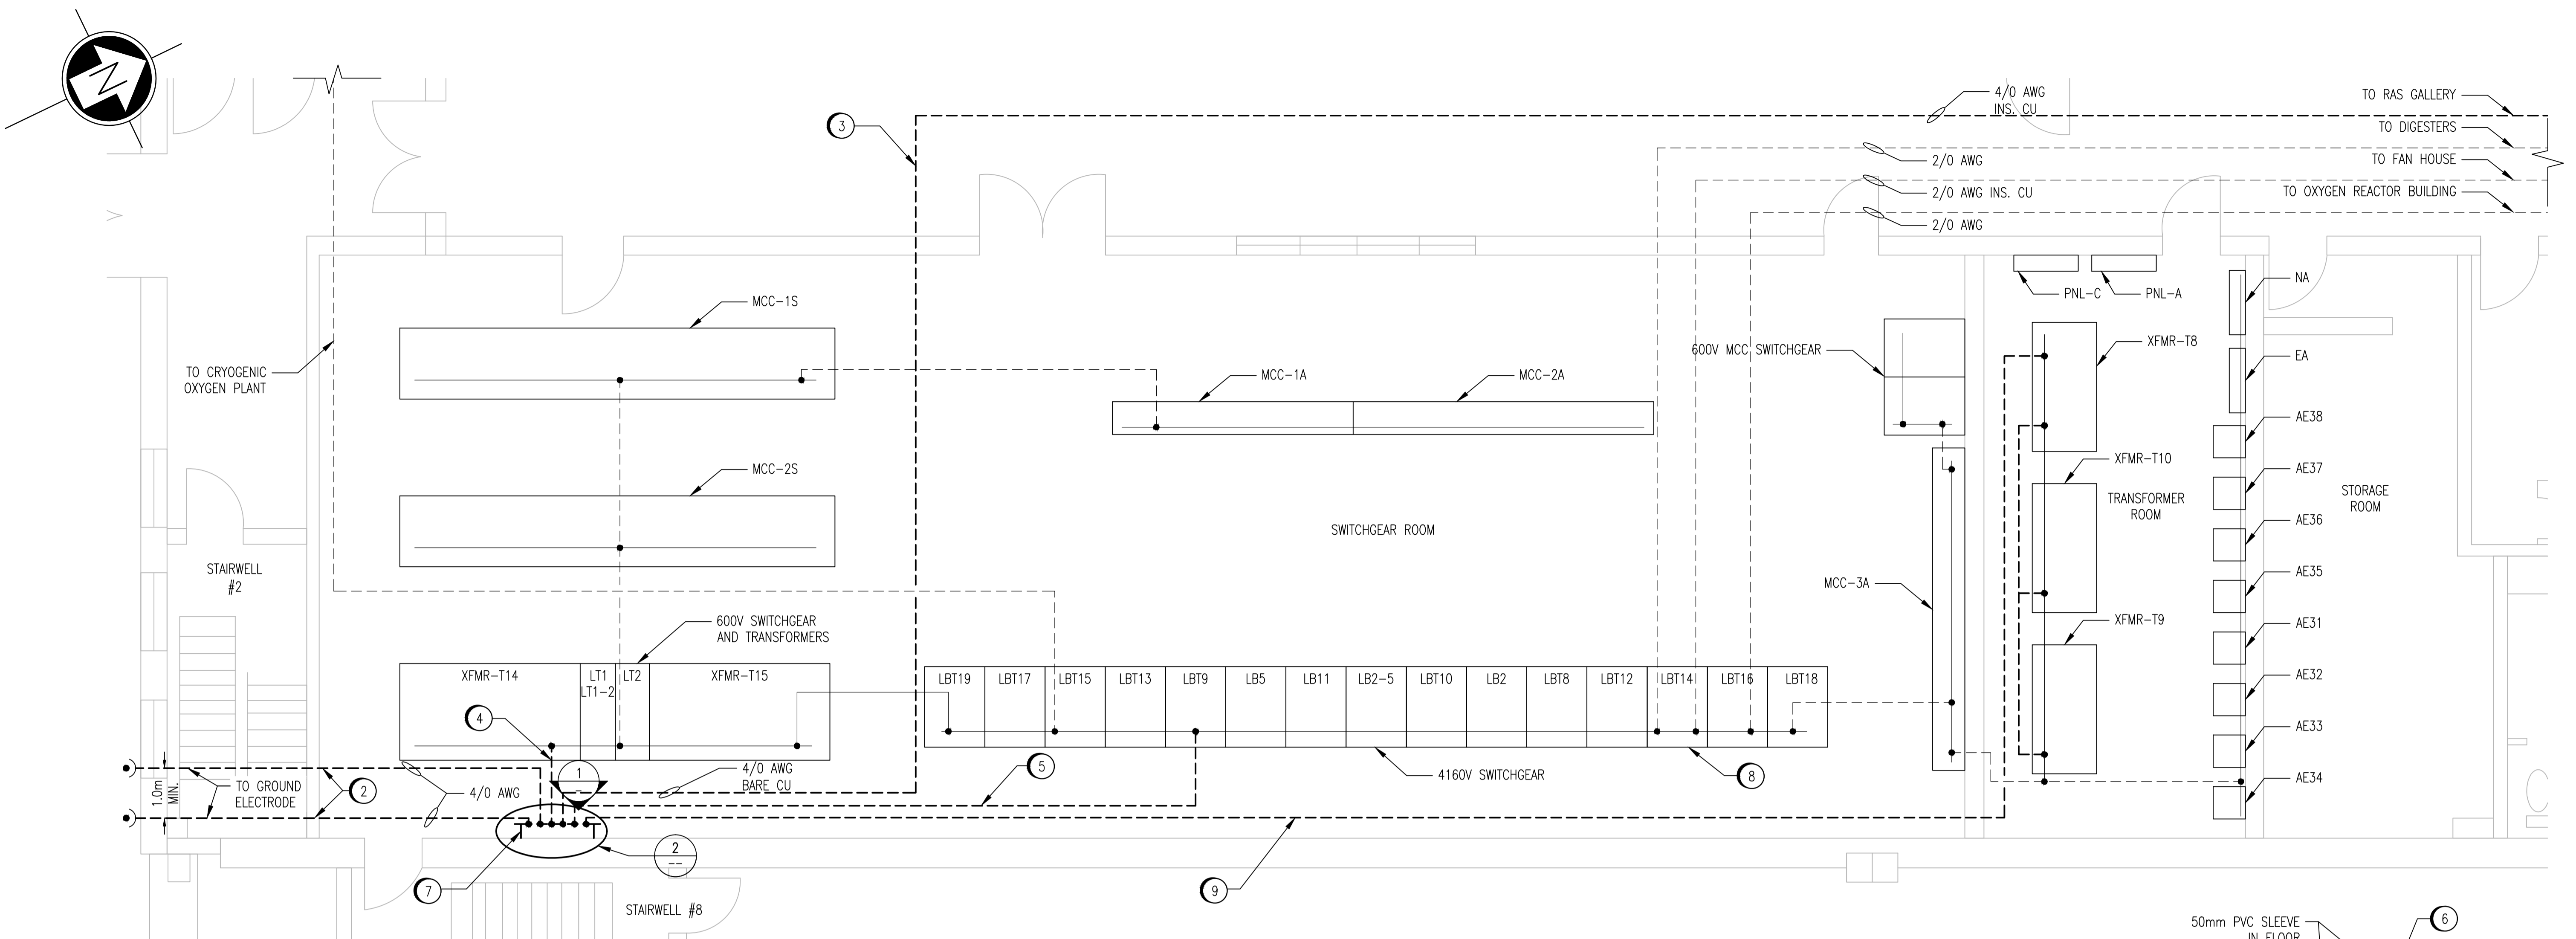 N
4/0 AWG
INS. CU
TO RAS GALLERY
3
TO DIGESTERS
2/0 AWG
TO FAN HOUSE
2/0 AWG INS. CU
TO OXYGEN REACTOR BUILDING
2/0 AWG
NA
PNL-C
PNL-A
MCC-1S
XFMR-T8
600V MCC SWITCHGEAR
EA
TO CRYOGENIC
OXYGEN PLANT
MCC-1A
MCC-2A
AE38
XFMR-T10
AE37
MCC-2S
TRANSFORMER
ROOM
STORAGE
ROOM
SWITCHGEAR ROOM
AE36
STAIRWELL
#2
AE35
MCC-3A
600V SWITCHGEAR
AND TRANSFORMERS
XFMR-T9
AE31
XFMR-T14
LT1
LT1-2
LT2
XFMR-T15
LBT19
LBT17
LBT15
LBT13
LBT9
LB5
LB11
LB2-5
LBT10
LB2
LBT8
LBT12
LBT14
LBT16
LBT18
AE32
4
AE33
1
-
4/0 AWG
BARE CU
5
4160V SWITCHGEAR
8
AE34
1.0m
MIN.
TO GROUND
ELECTRODE
2
4/0 AWG
2
--
7
9
STAIRWELL #8
50mm PVC SLEEVE
IN FLOOR
6